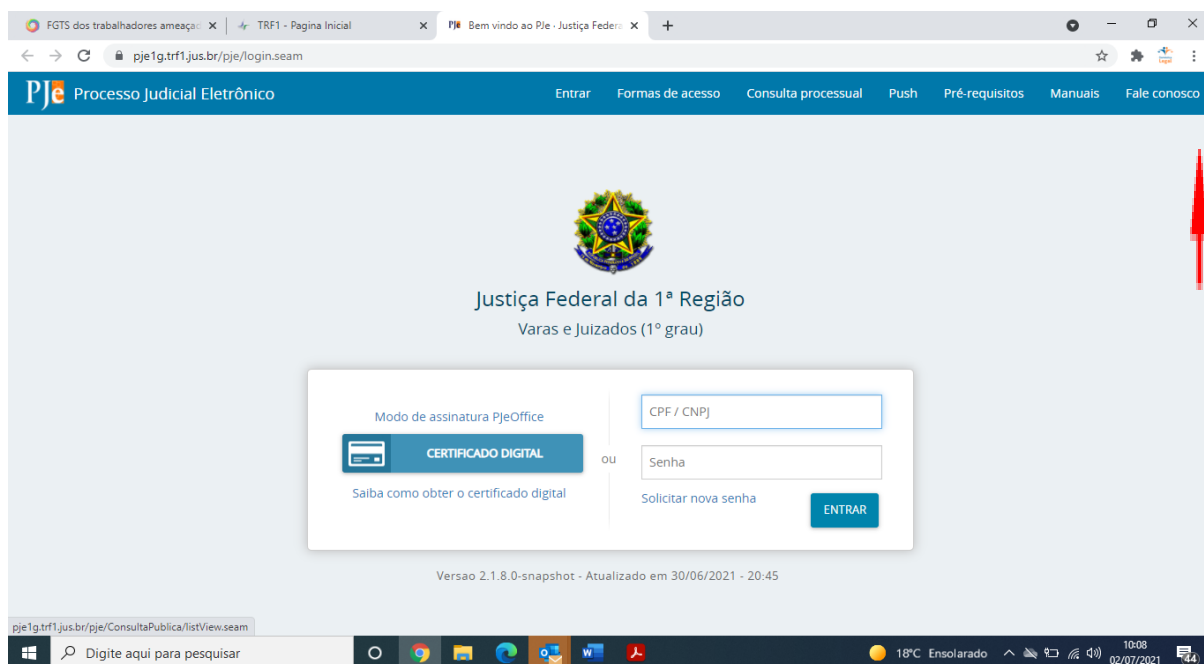 FGTS dos trabalhadores ameaçad
TRF1 - Pagina Inicial
PJe Bem vindo ao PJe · Justiça Federa
pje1g.trf1.jus.br/pje/login.seam
PJe Processo Judicial Eletrônico
Entrar Formas de acesso Consulta processual Push Pré-requisitos Manuais Fale conosco
Justiça Federal da 1ª Região
Varas e Juizados (1º grau)
Modo de assinatura PJeOffice
CERTIFICADO DIGITAL
Saiba como obter o certificado digital
ou
CPF / CNPJ
Senha
Solicitar nova senha
ENTRAR
Versao 2.1.8.0-snapshot - Atualizado em 30/06/2021 - 20:45
pje1g.trf1.jus.br/pje/ConsultaPublica/listView.seam
Digite aqui para pesquisar
18°C Ensolarado
10:08
02/07/2021
44